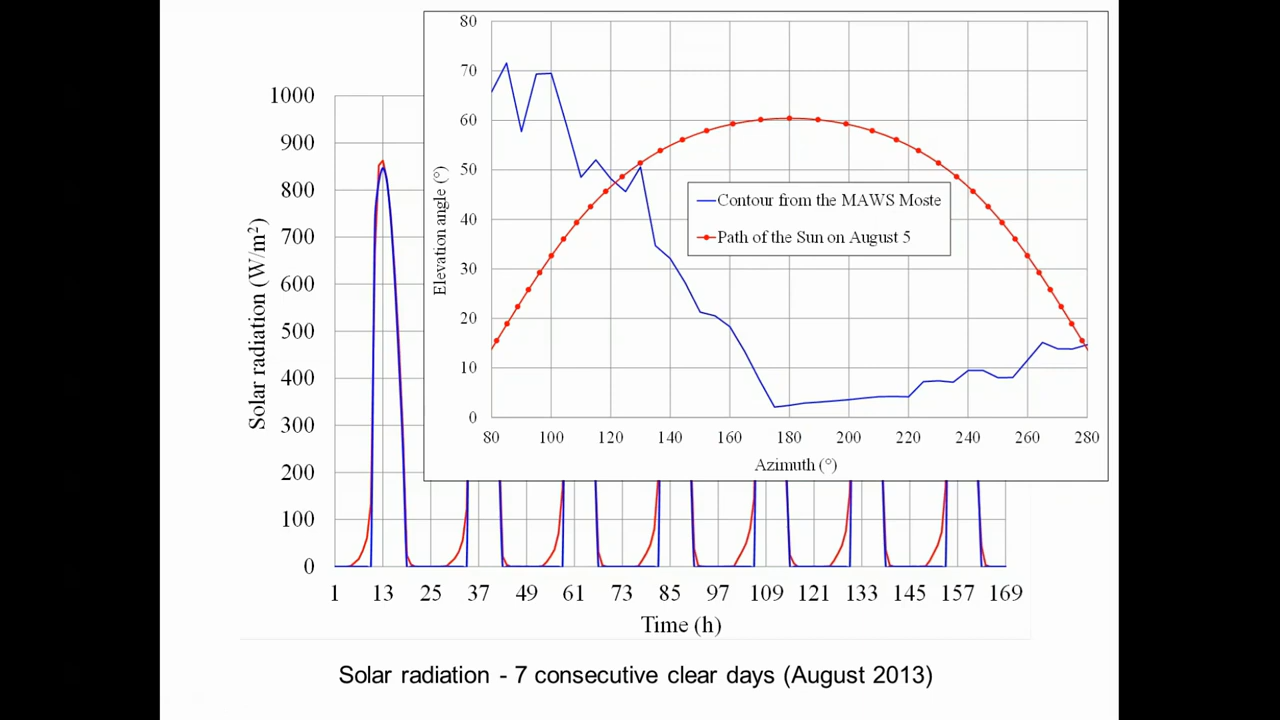 80
70
60
50
40
30
20
10
0
Elevation angle (°)
Contour from the MAWS Moste
Path of the Sun on August 5
80 100 120 140 160 180 200 220 240 260 280
Azimuth (°)
1000
900
800
700
600
500
400
300
200
100
0
Solar radiation (W/m²)
1 13 25 37 49 61 73 85 97 109 121 133 145 157 169
Time (h)
Solar radiation - 7 consecutive clear days (August 2013)